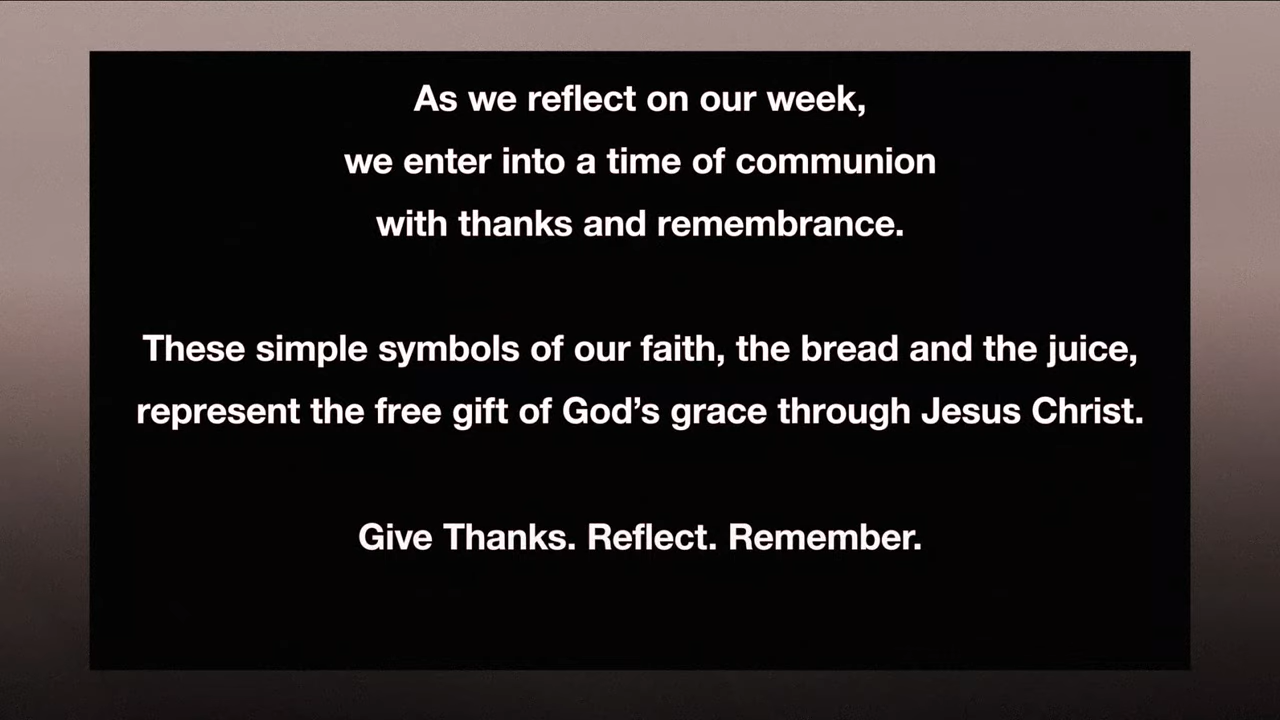 As we reflect on our week,
we enter into a time of communion
with thanks and remembrance.
These simple symbols of our faith, the bread and the juice,
represent the free gift of God’s grace through Jesus Christ.
Give Thanks. Reflect. Remember.